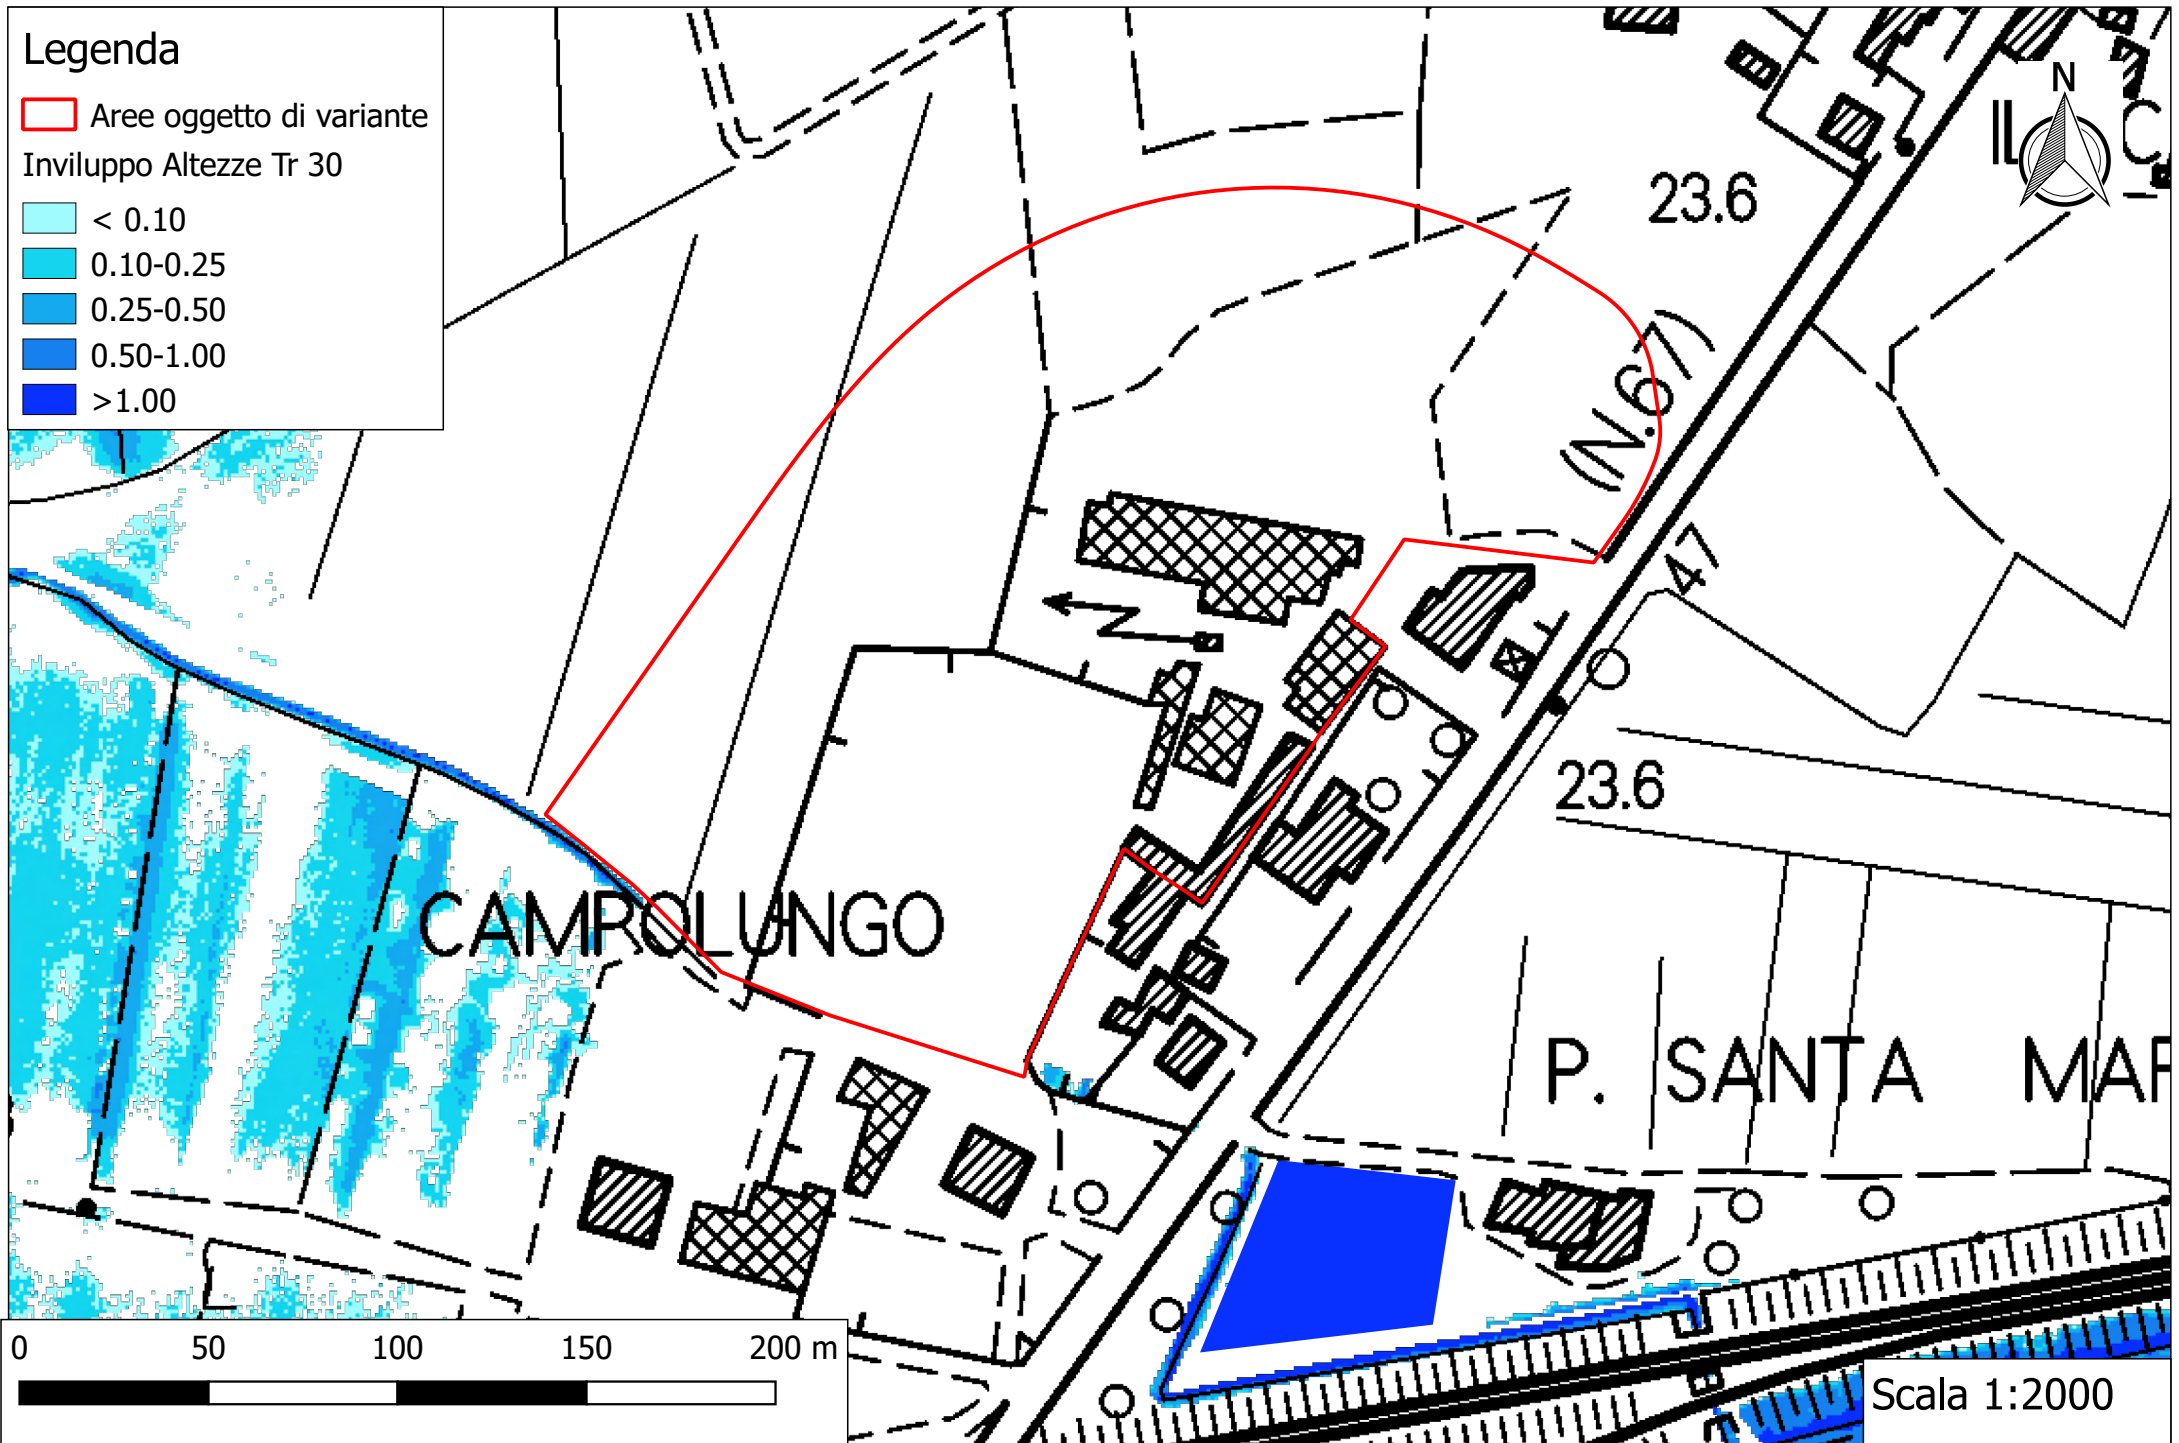 Legenda
Aree oggetto di variante
Inviluppo Altezze Tr 30
< 0.10
0.10-0.25
0.25-0.50
0.50-1.00
>1.00
N
23.6
(N.67)
47
23.6
CAMPOLUNGO
P. SANTA
0 50 100 150 200 m
Scala 1:2000